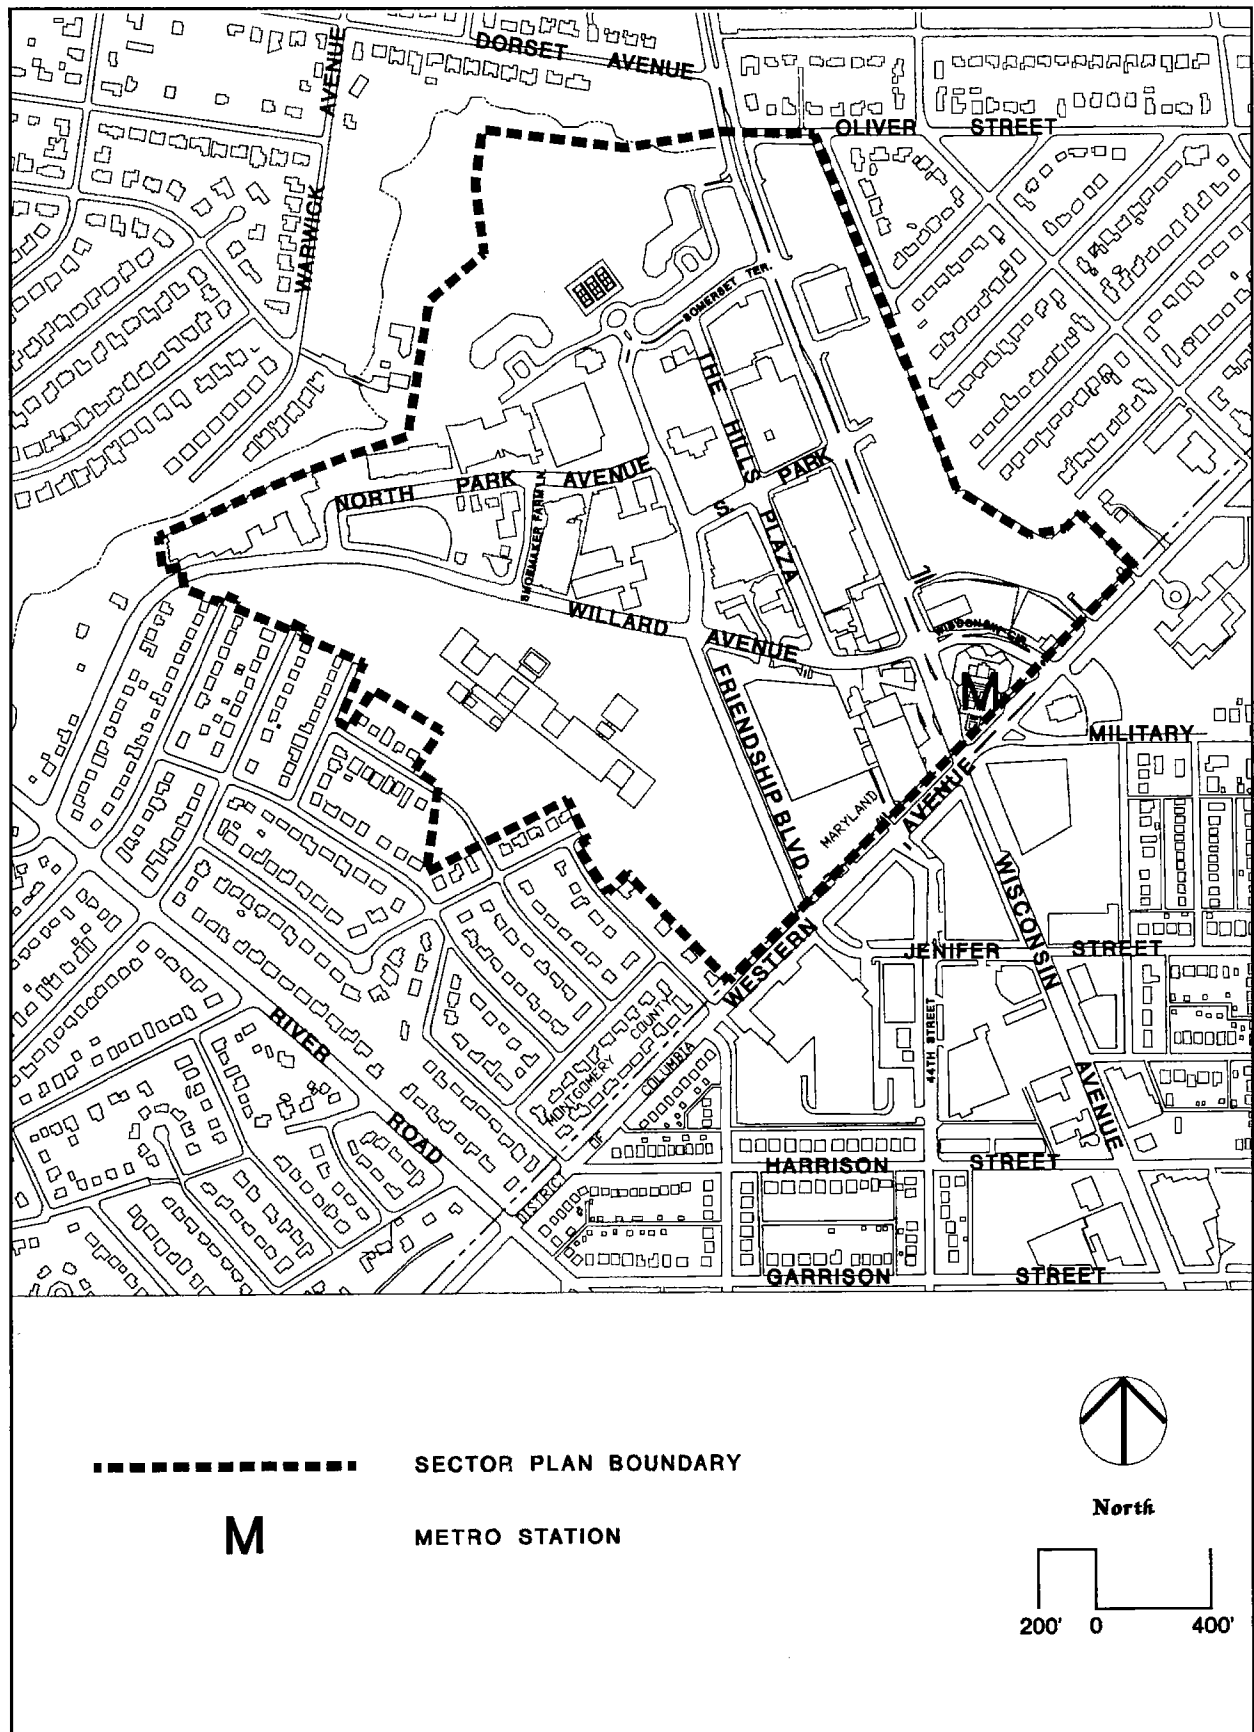 DORSET AVENUE
AVENUE
OLIVER STREET
WARWICK
SOMERSET TER.
THE HILLS PLAZA
NORTH PARK AVENUE
S. PARK
SHOEMAKER FARM LN.
WILLARD AVENUE
WISCONSIN CIR.
M
FRIENDSHIP BLVD.
MILITARY
MARYLAND
WESTERN AVENUE
WISCONSIN AVENUE
JENIFER STREET
44TH STREET
MONTGOMERY COUNTY
DISTRICT OF COLUMBIA
RIVER ROAD
HARRISON STREET
GARRISON STREET
SECTOR PLAN BOUNDARY
M METRO STATION
North
200' 0 400'